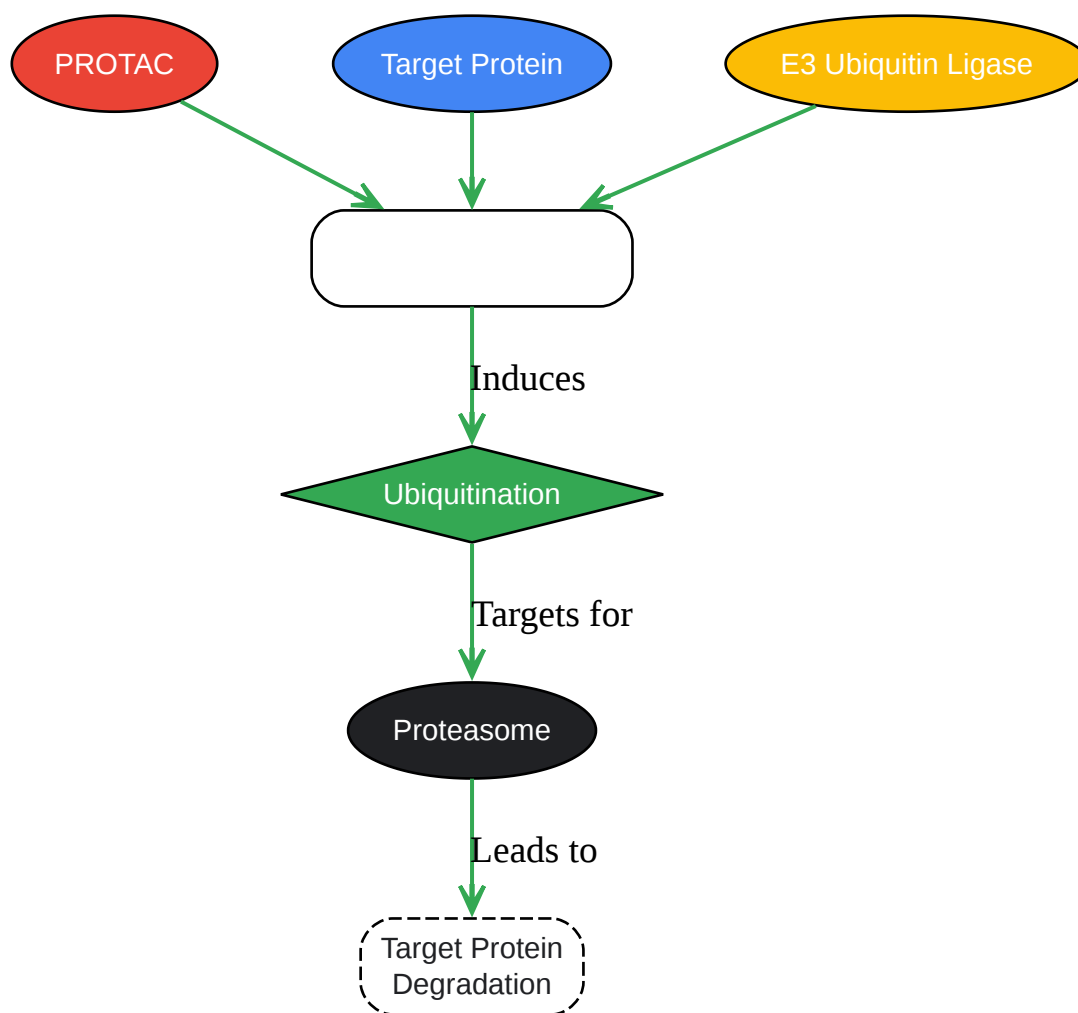 PROTAC
Target Protein
E3 Ubiquitin Ligase
Induces
Ubiquitination
Targets for
Proteasome
Leads to
Target Protein
Degradation